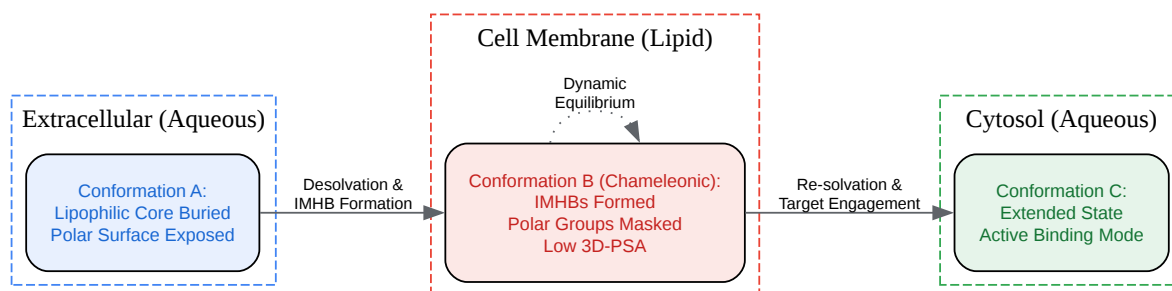 Extracellular (Aqueous)
Conformation A:
Lipophilic Core Buried
Polar Surface Exposed
Desolvation &
IMHB Formation
Cell Membrane (Lipid)
Dynamic
Equilibrium
Conformation B (Chameleonic):
IMHBs Formed
Polar Groups Masked
Low 3D-PSA
Re-solvation &
Target Engagement
Cytosol (Aqueous)
Conformation C:
Extended State
Active Binding Mode